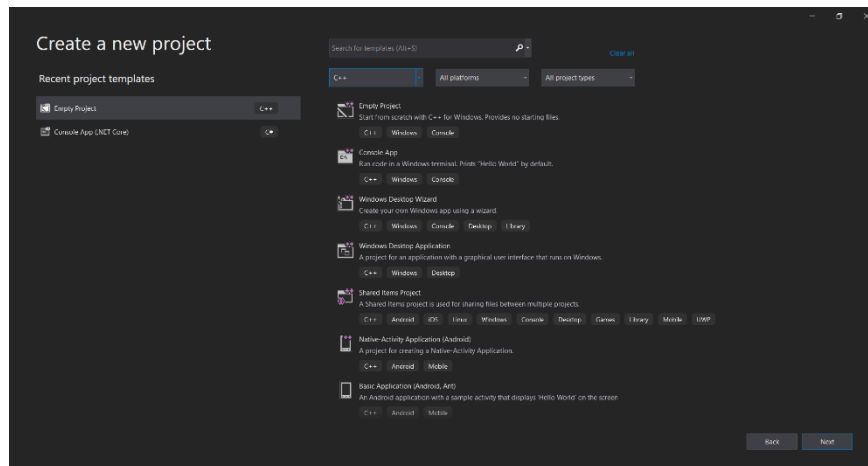 Create a new project
Search for templates (Alt+S)
Clear all
Recent project templates
C++
All platforms
All project types
Empty Project
C++
Console App (.NET Core)
C#
Empty Project
Start from scratch with C++ for Windows. Provides no starting files.
C++ Windows Console
Console App
Run code in a Windows terminal. Prints "Hello World" by default.
C++ Windows Console
Windows Desktop Wizard
Create your own Windows app using a wizard.
C++ Windows Console Desktop Library
Windows Desktop Application
A project for an application with a graphical user interface that runs on Windows.
C++ Windows Desktop
Shared Items Project
A Shared Items project is used for sharing files between multiple projects.
C++ Android iOS Linux Windows Console Desktop Games Library Mobile UWP
Native-Activity Application (Android)
A project for creating a Native-Activity Application.
C++ Android Mobile
Basic Application (Android, Ant)
An Android application with a sample activity that displays 'Hello World' on the screen
C++ Android Mobile
Back
Next